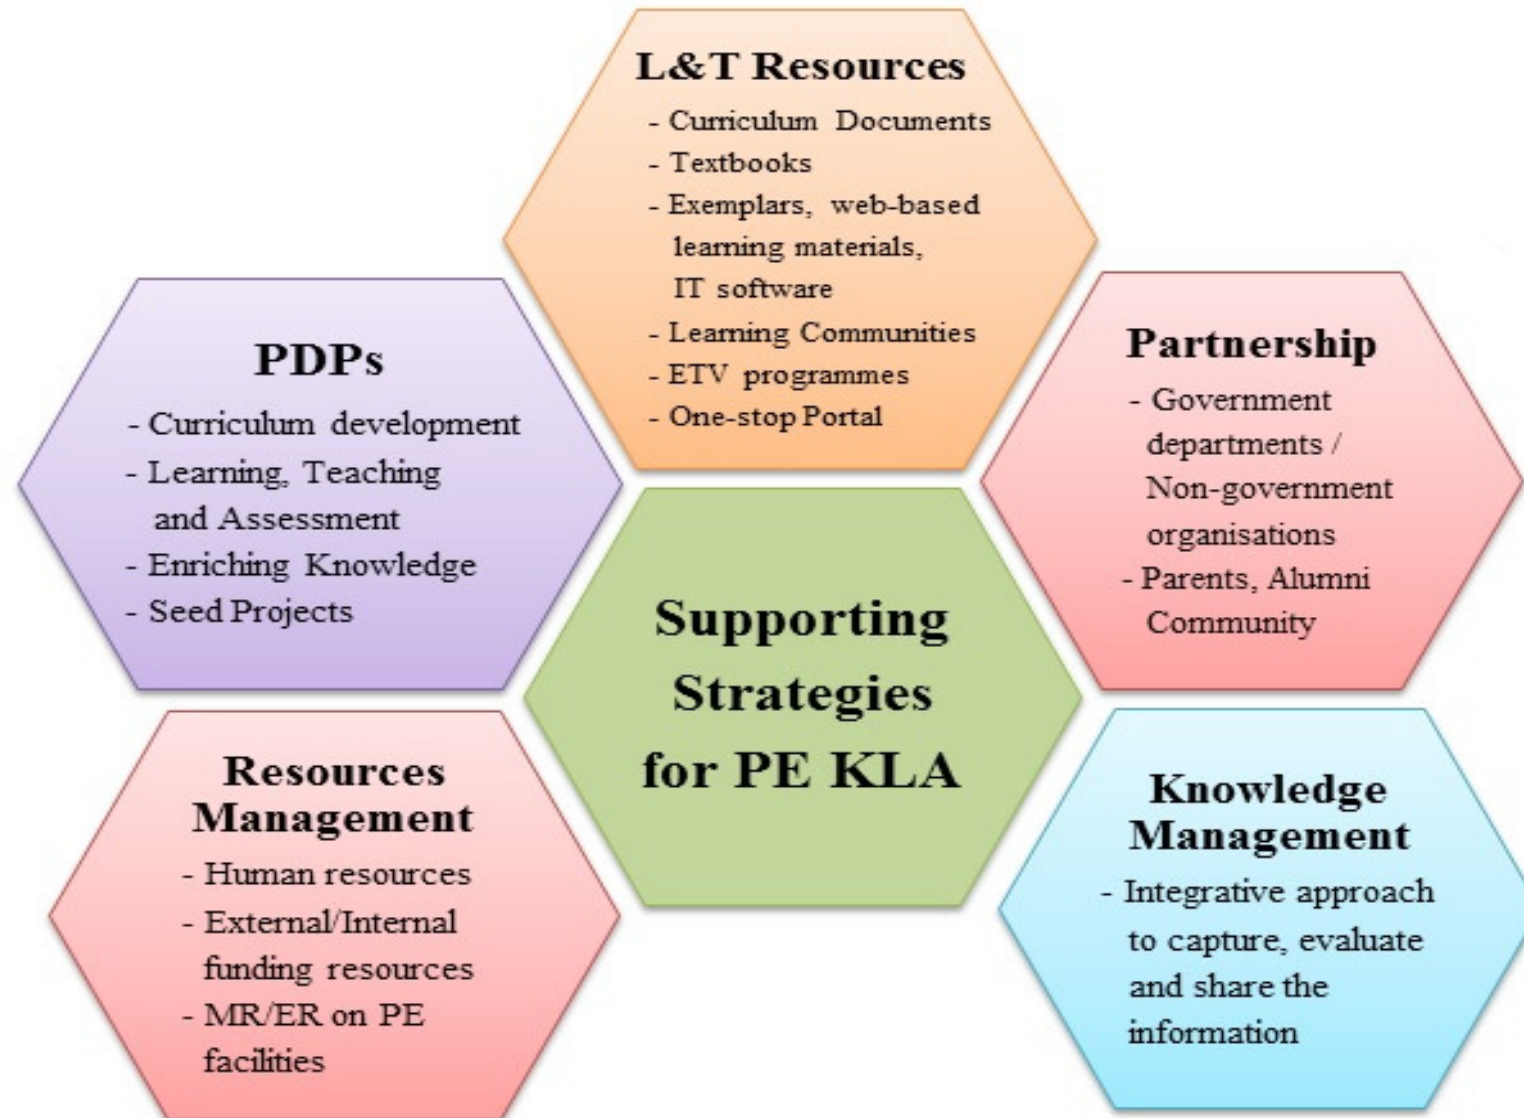 L&T Resources
- Curriculum Documents
- Textbooks
- Exemplars, web-based
learning materials,
IT software
- Learning Communities
- ETV programmes
- One-stop Portal
PDPs
- Curriculum development
- Learning, Teaching
and Assessment
- Enriching Knowledge
- Seed Projects
Partnership
- Government
departments /
Non-government
organisations
- Parents, Alumni
Community
Supporting
Strategies
for PE KLA
Resources
Management
- Human resources
- External/Internal
funding resources
- MR/ER on PE
facilities
Knowledge
Management
- Integrative approach
to capture, evaluate
and share the
information